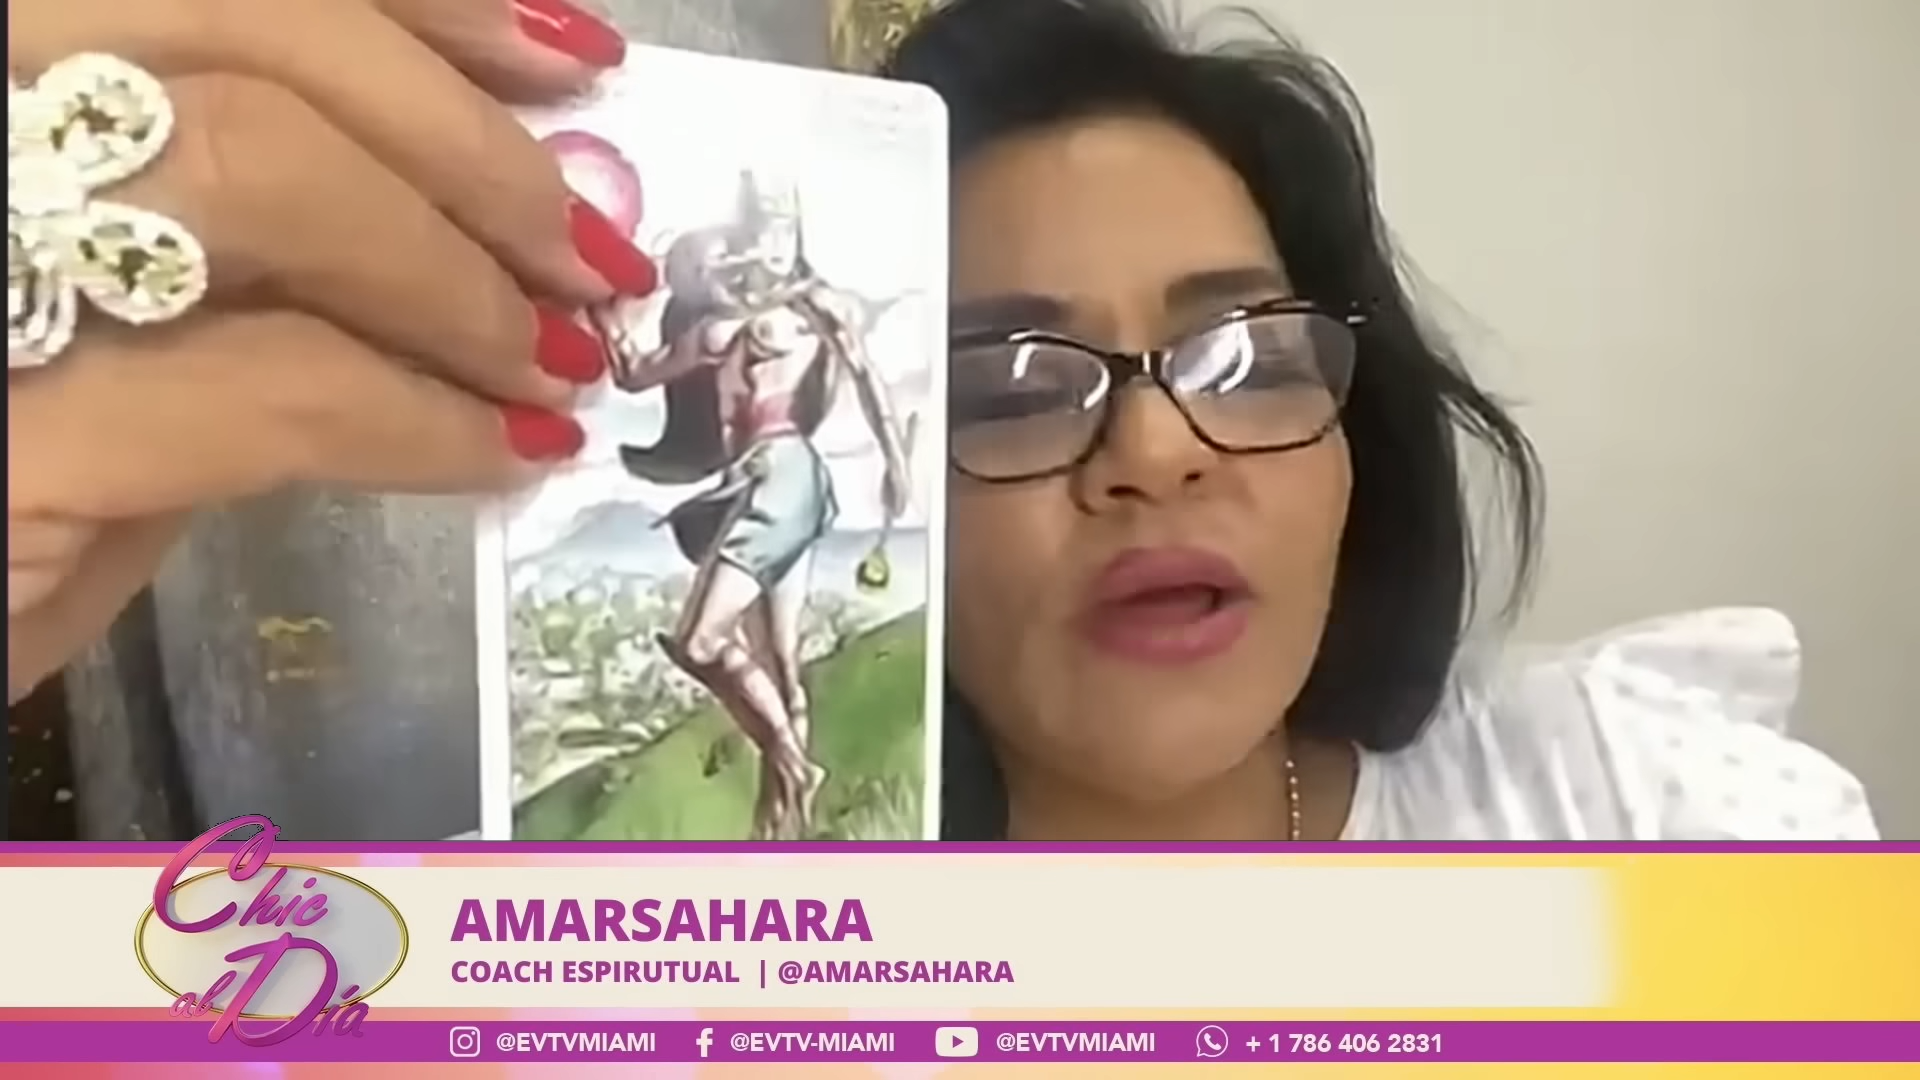 Chic
al Día
AMARSAHARA
COACH ESPIRUTUAL | @AMARSAHARA
@EVTVMIAMI @EVTV-MIAMI @EVTVMIAMI + 1 786 406 2831